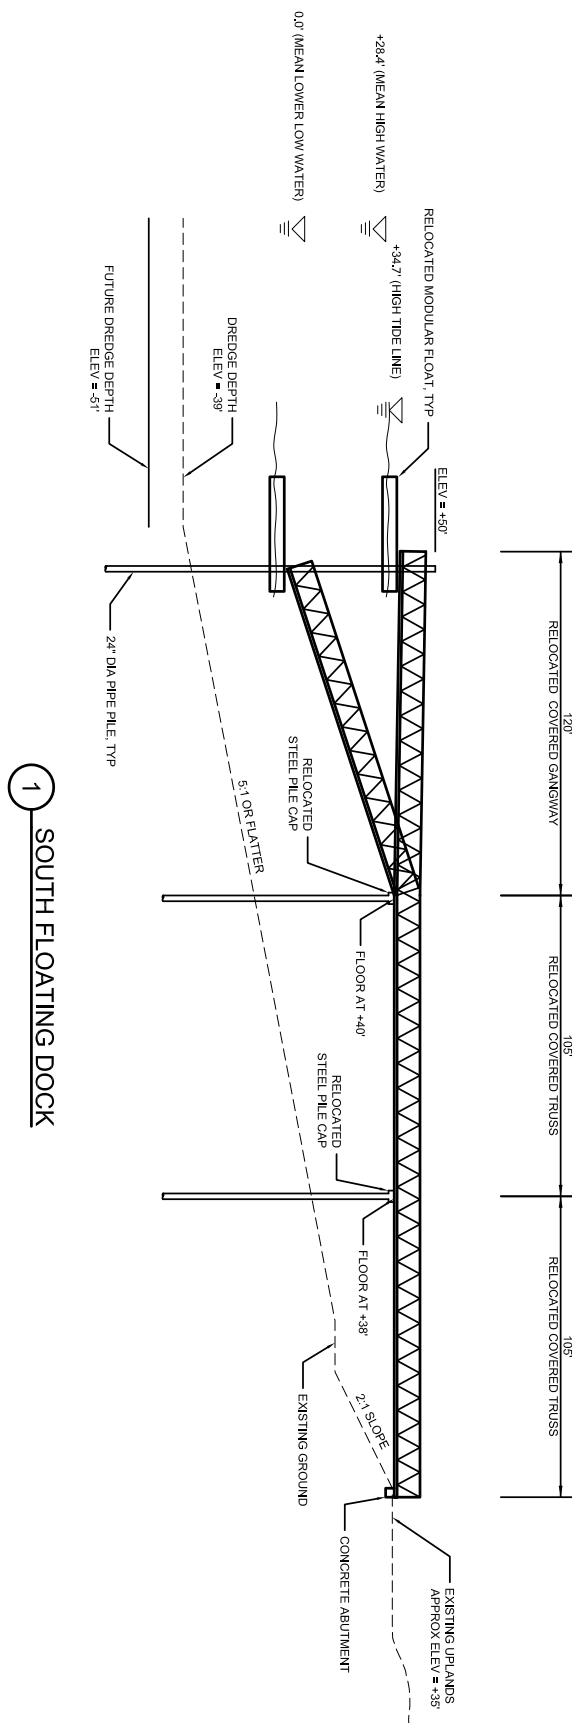 120'
RELOCATED COVERED GANGWAY
105'
RELOCATED COVERED TRUSS
105'
RELOCATED COVERED TRUSS
ELEV = +50'
RELOCATED MODULAR FLOAT, TYP
+34.7' (HIGH TIDE LINE)
+28.4' (MEAN HIGH WATER)
0.0' (MEAN LOWER LOW WATER)
EXISTING UPLANDS
APPROX ELEV = +35'
RELOCATED
STEEL PILE CAP
FLOOR AT +40'
RELOCATED
STEEL PILE CAP
FLOOR AT +38'
2:1 SLOPE
CONCRETE ABUTMENT
EXISTING GROUND
5:1 OR FLATTER
DREDGE DEPTH
ELEV = -39'
FUTURE DREDGE DEPTH
ELEV = -51'
24" DIA PIPE PILE, TYP
1
SOUTH FLOATING DOCK